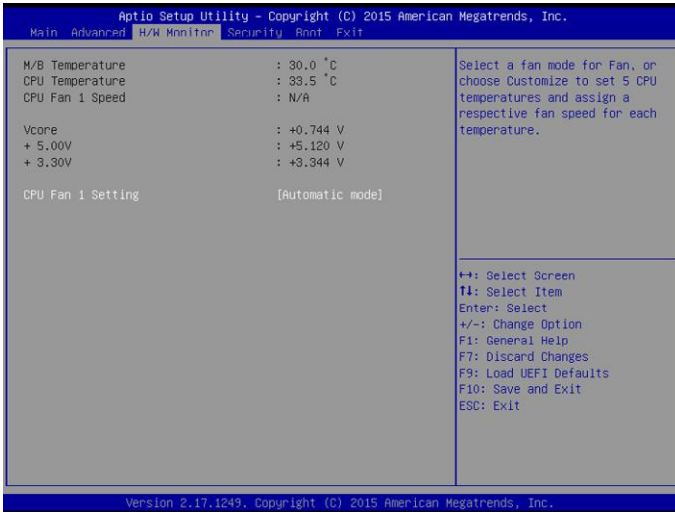 Aptio Setup Utility – Copyright (C) 2015 American Megatrends, Inc.
Main Advanced H/W Monitor Security Boot Exit
M/B Temperature : 30.0 °C
CPU Temperature : 33.5 °C
CPU Fan 1 Speed : N/A
Vcore : +0.744 V
+ 5.00V : +5.120 V
+ 3.30V : +3.344 V
CPU Fan 1 Setting [Automatic mode]
Select a fan mode for Fan, or
choose Customize to set 5 CPU
temperatures and assign a
respective fan speed for each
temperature.
↔: Select Screen
↑↓: Select Item
Enter: Select
+/-: Change Option
F1: General Help
F7: Discard Changes
F9: Load UEFI Defaults
F10: Save and Exit
ESC: Exit
Version 2.17.1249. Copyright (C) 2015 American Megatrends, Inc.